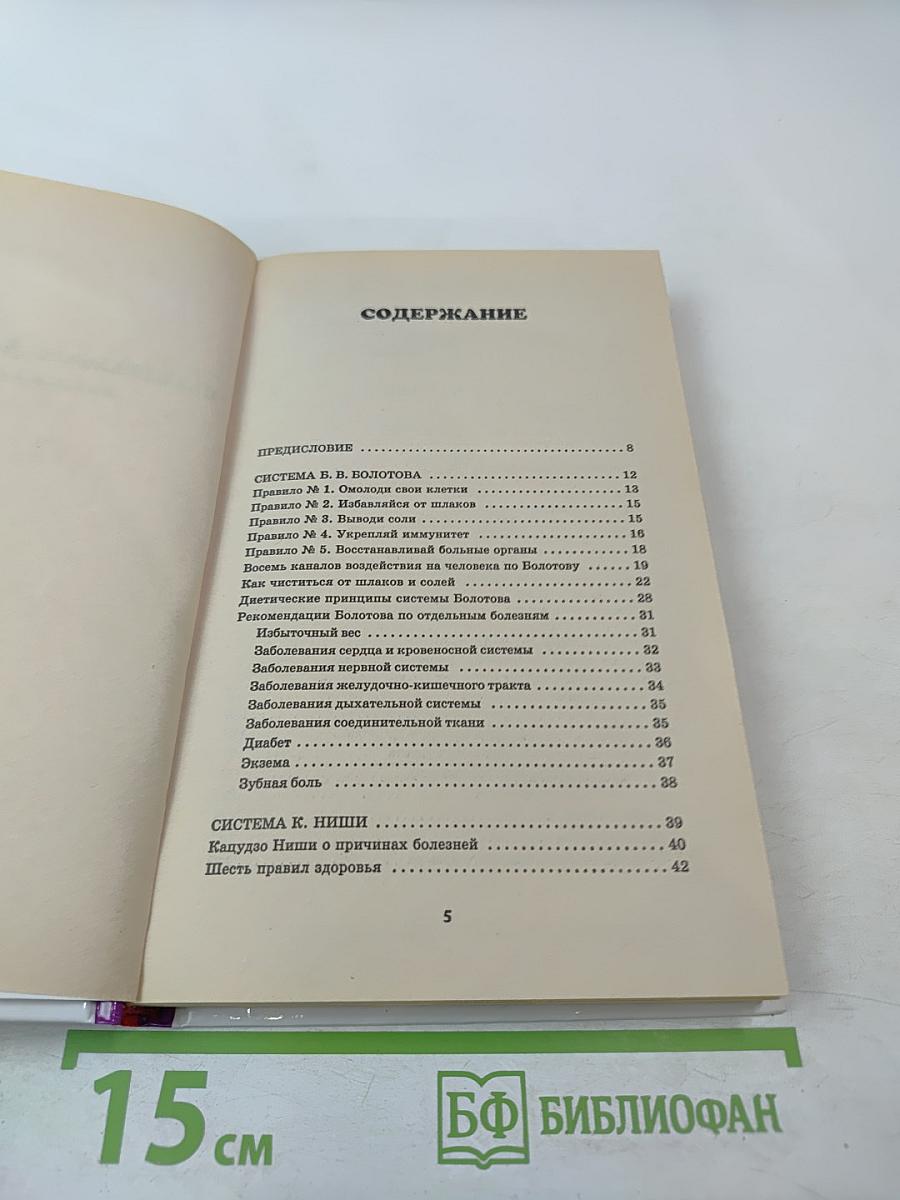 СОДЕРЖАНИЕ
ПРЕДИСЛОВИЕ ........................................ 8
СИСТЕМА Б. В. БОЛОТОВА ............................ 12
Правило № 1. Омолоди свои клетки ..................... 13
Правило № 2. Избавляйся от шлаков .................... 15
Правило № 3. Выводи соли ............................. 15
Правило № 4. Укрепляй иммунитет ..................... 16
Правило № 5. Восстанавливай больные органы ............ 18
Восемь каналов воздействия на человека по Болотову ....... 19
Как чиститься от шлаков и солей ....................... 22
Диетические принципы системы Болотова ................ 28
Рекомендации Болотова по отдельным болезням ............ 31
Избыточный вес .................................... 31
Заболевания сердца и кровеносной системы ............. 32
Заболевания нервной системы ....................... 33
Заболевания желудочно-кишечного тракта ............. 34
Заболевания дыхательной системы .................... 35
Заболевания соединительной ткани .................... 35
Диабет ............................................ 36
Экзема ............................................ 37
Зубная боль ....................................... 38
СИСТЕМА К. НИШИ .................................. 39
Кацудзо Ниши о причинах болезней ..................... 40
Шесть правил здоровья ................................ 42
5
15 см
БФ БИБЛИОФАН